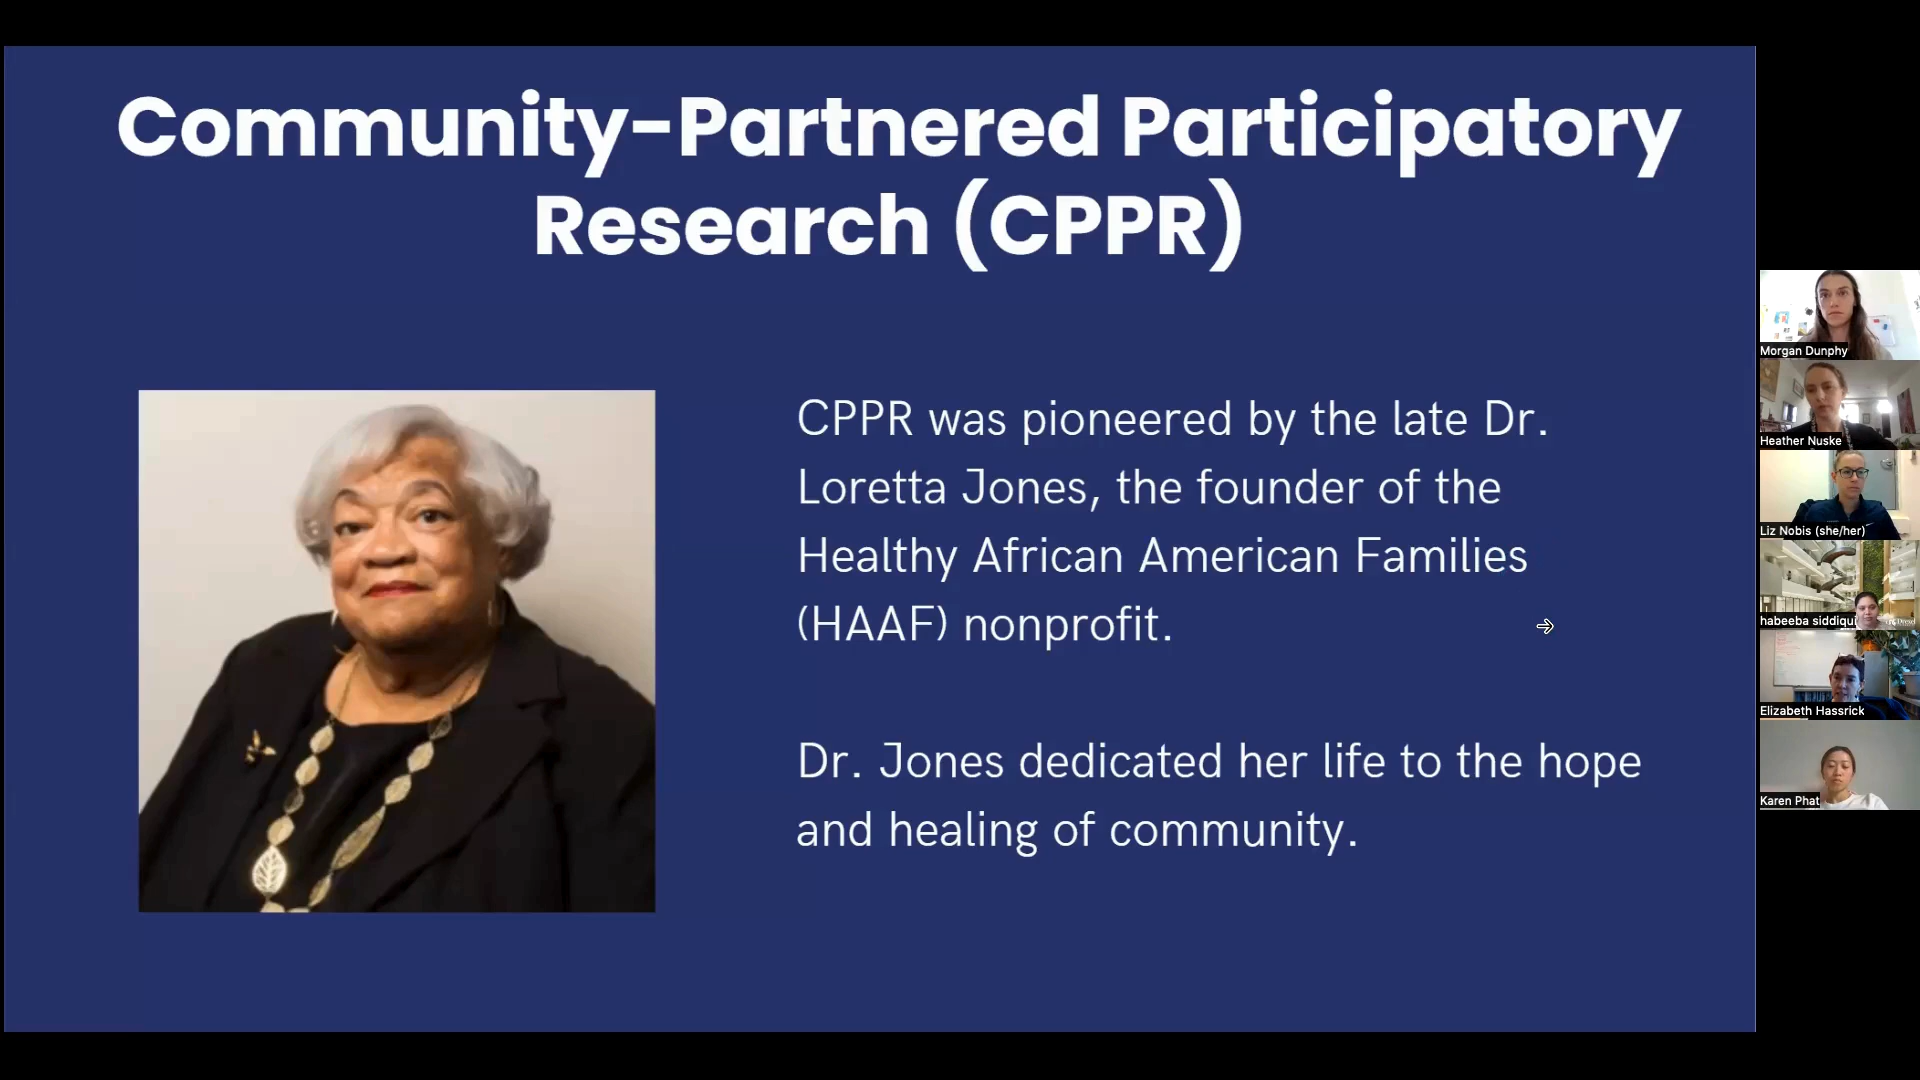 Community-Partnered Participatory
Research (CPPR)
CPPR was pioneered by the late Dr.
Loretta Jones, the founder of the
Healthy African American Families
(HAAF) nonprofit.
Dr. Jones dedicated her life to the hope
and healing of community.
Morgan Dunphy
Heather Nuske
Liz Nobis (she/her)
habeeba siddiqui
Elizabeth Hassrick
Karen Phat